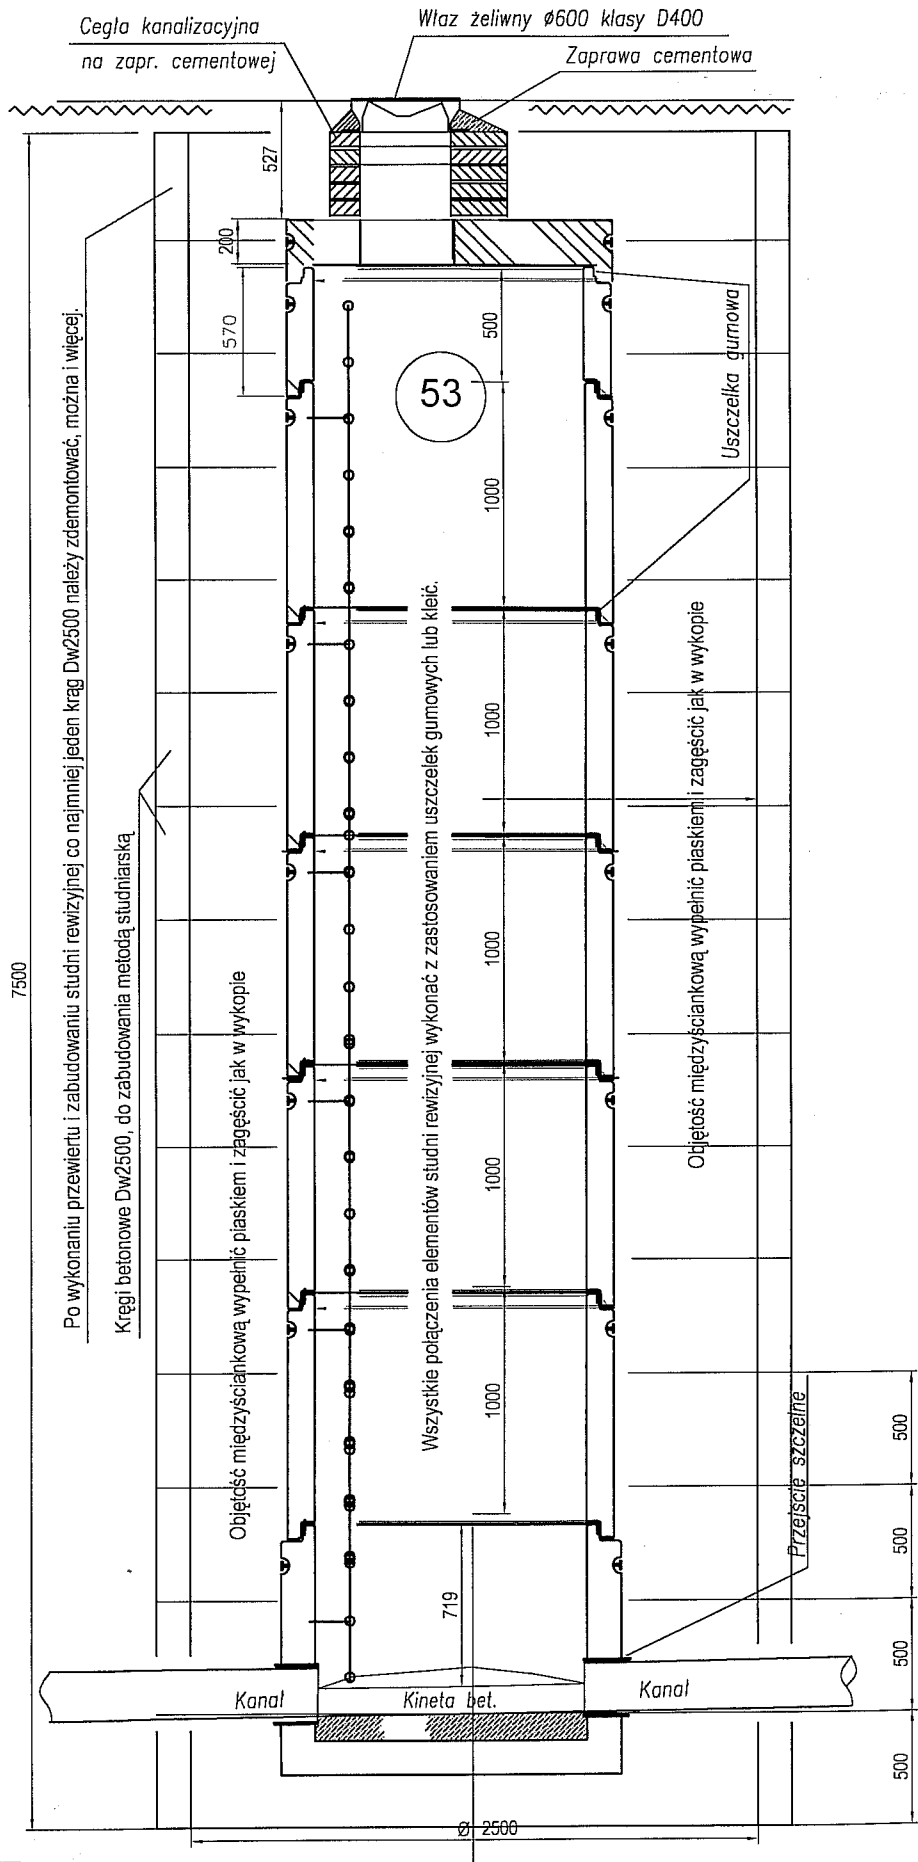 Cegła kanalizacyjna
na zapr. cementowej
Właz żeliwny ø600 klasy D400
Zaprawa cementowa
527
200
570
500
53
Uszczelka gumowa
1000
1000
1000
1000
1000
719
7500
Po wykonaniu przewiertu i zabudowaniu studni rewizyjnej co najmniej jeden krąg Dw2500 należy zdemontować, można i więcej.
Kręgi betonowe Dw2500, do zabudowania metodą studniarską
Objętość międzyściankową wypełnić piaskiem i zagęścić jak w wykopie
Wszystkie połączenia elementów studni rewizyjnej wykonać z zastosowaniem uszczelek gumowych lub kleić.
Objętość międzyściankową wypełnić piaskiem i zagęścić jak w wykopie
Przejście szczelne
500
500
500
500
Kanał
Kineta bet.
Kanał
Ø 2500